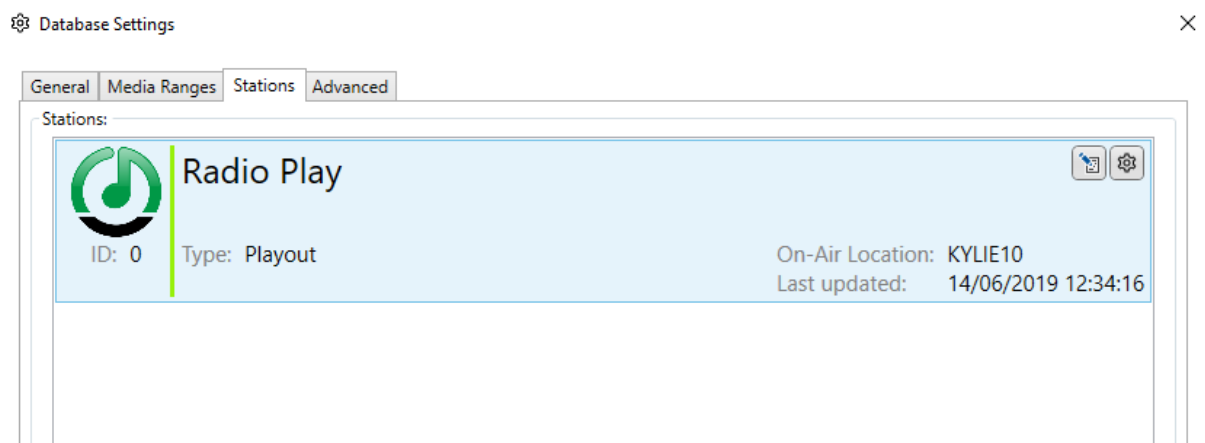 Database Settings
General Media Ranges Stations Advanced
Stations:
Radio Play
ID: 0 Type: Playout On-Air Location: KYLIE10
Last updated: 14/06/2019 12:34:16